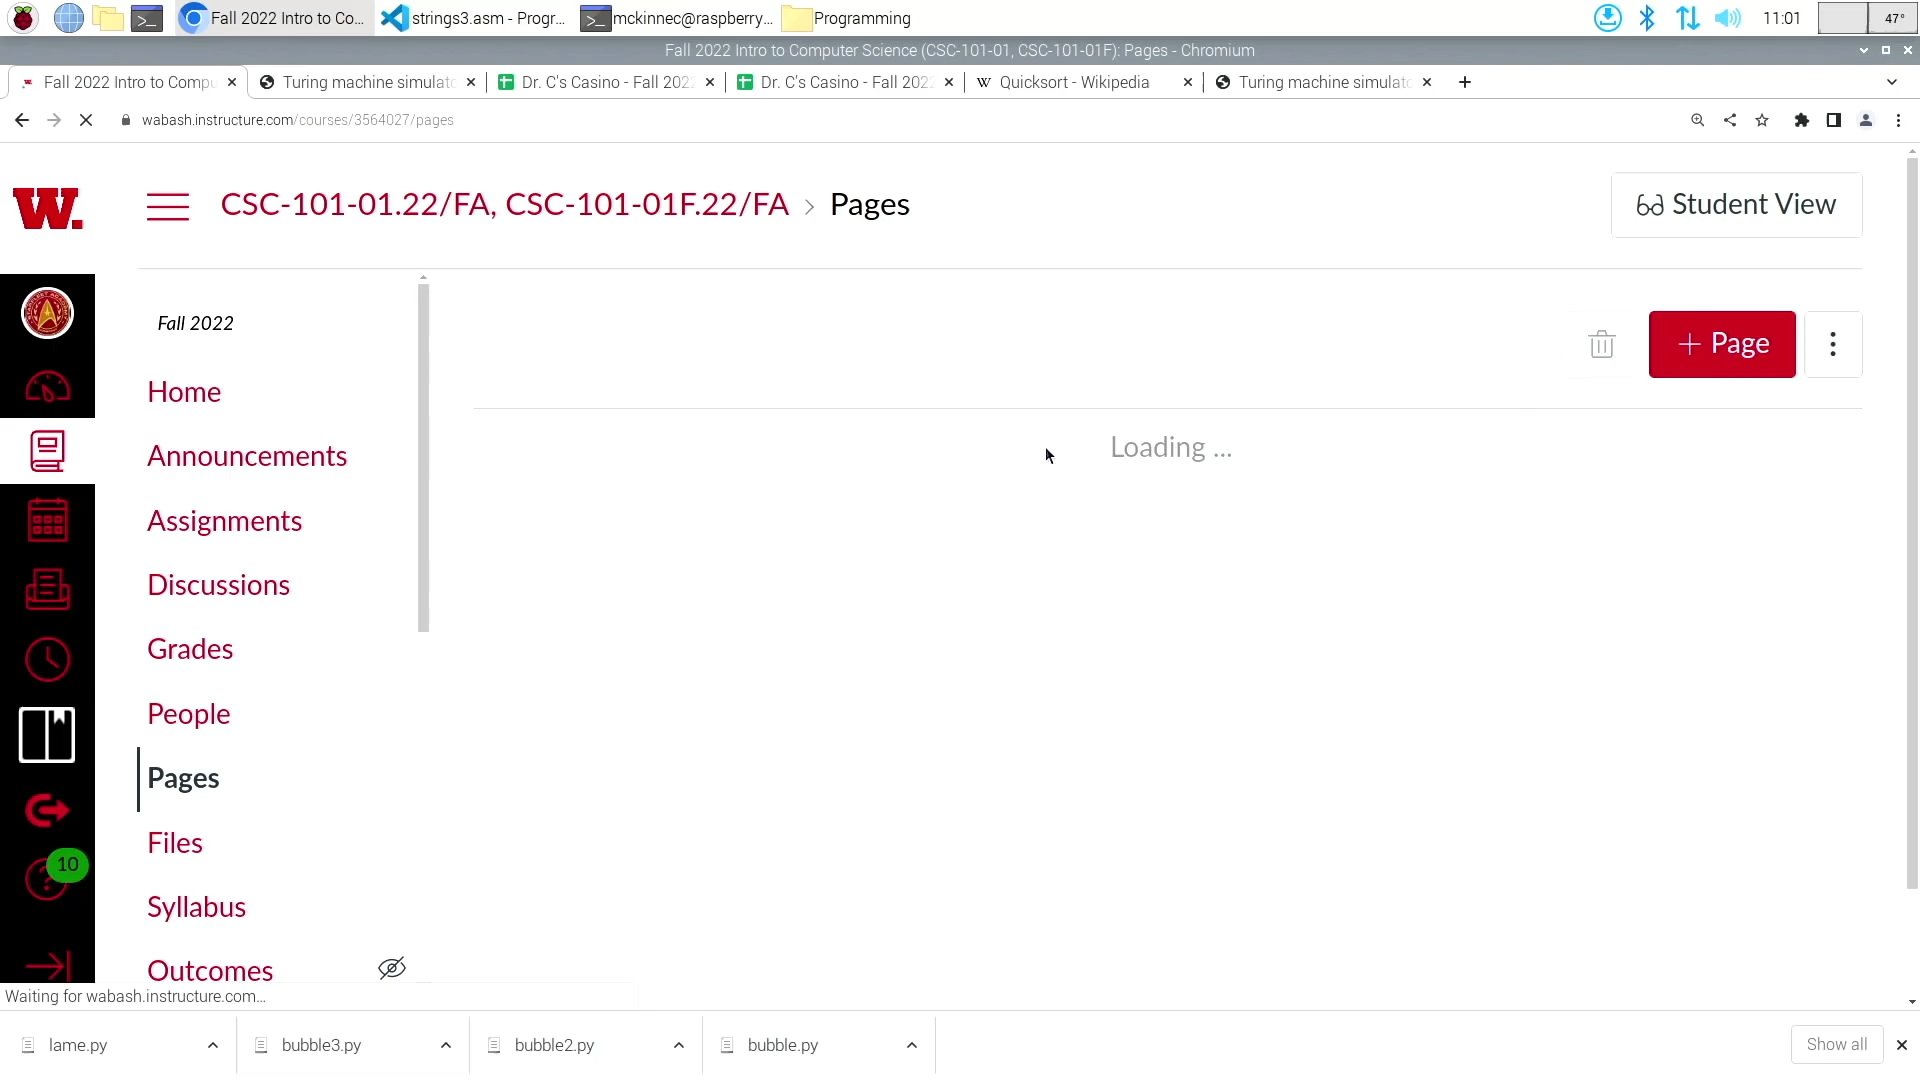 Fall 2022 Intro to Co...
strings3.asm - Progr...
mckinnec@raspberry...
Programming
11:01
47°
Fall 2022 Intro to Computer Science (CSC-101-01, CSC-101-01F): Pages - Chromium
Fall 2022 Intro to Compu
Turing machine simulato
Dr. C's Casino - Fall 2022
Dr. C's Casino - Fall 2022
W Quicksort - Wikipedia
Turing machine simulato
wabash.instructure.com/courses/3564027/pages
W.
CSC-101-01.22/FA, CSC-101-01F.22/FA > Pages
Student View
Fall 2022
+ Page
Loading ...
Home
Announcements
Assignments
Discussions
Grades
People
Pages
Files
10
Syllabus
Outcomes
Waiting for wabash.instructure.com...
lame.py
bubble3.py
bubble2.py
bubble.py
Show all